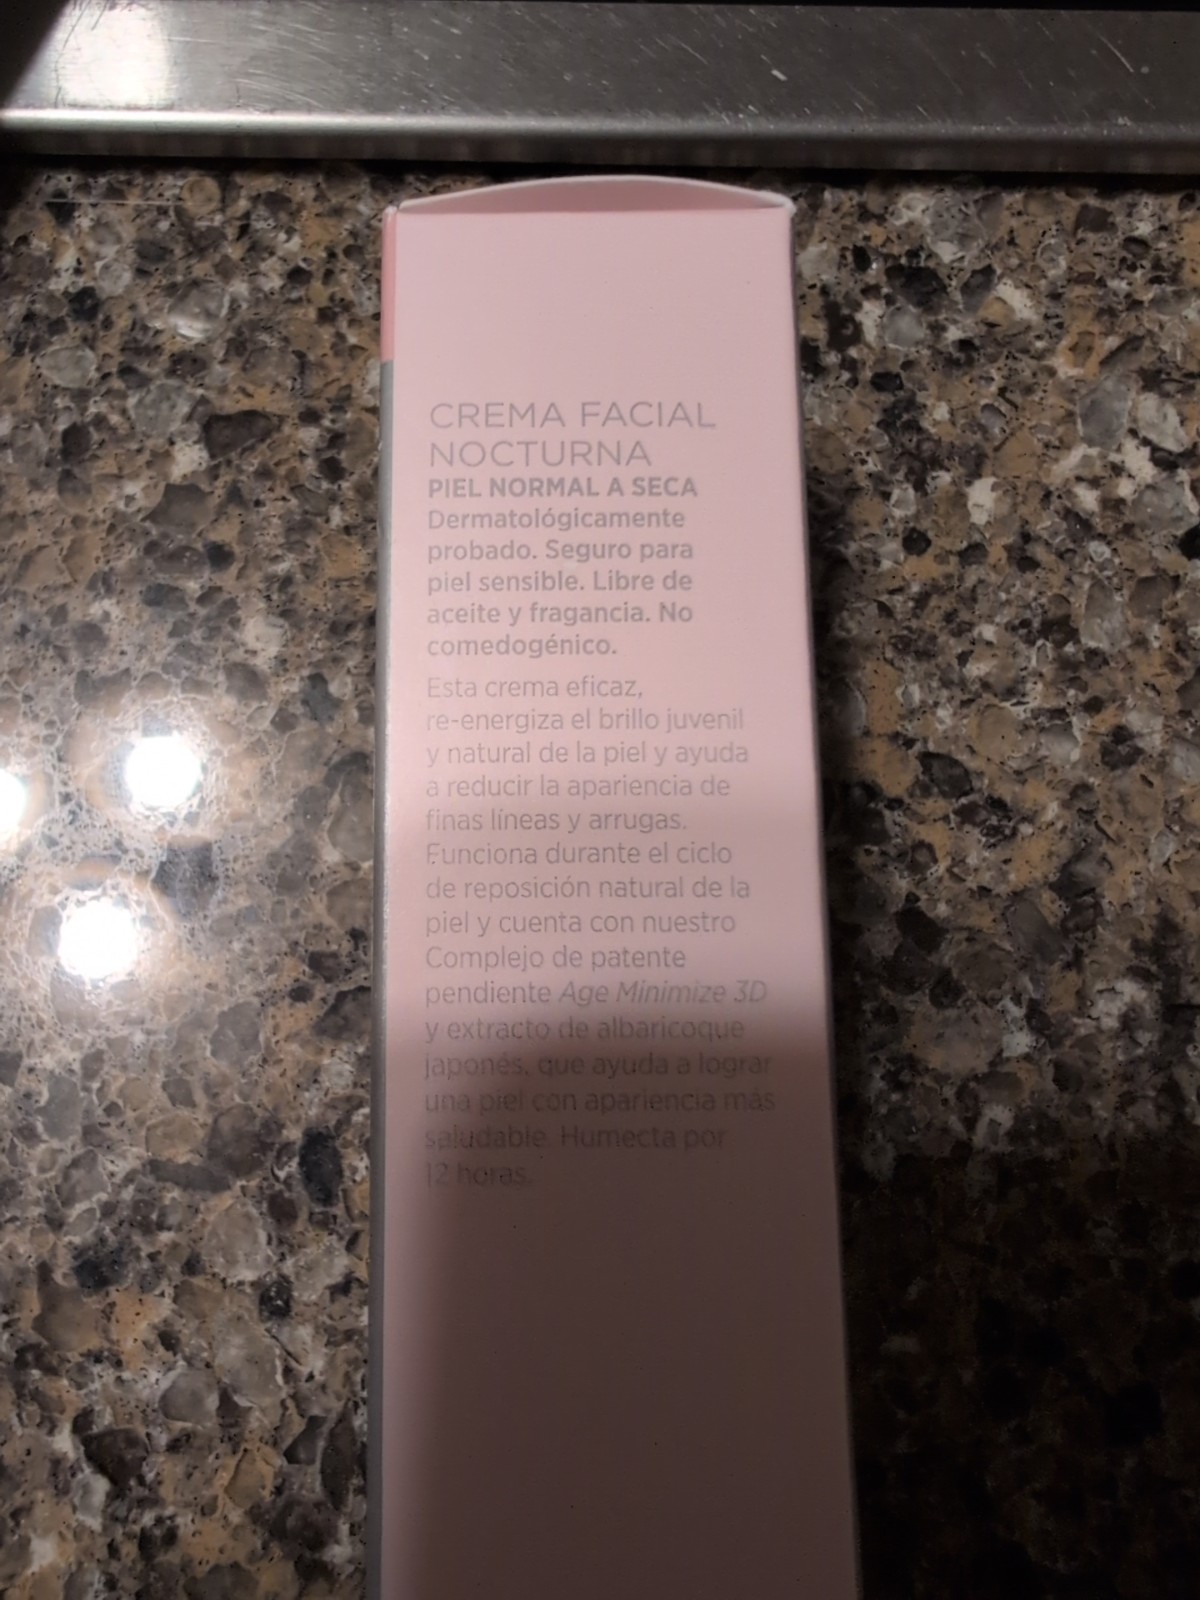 CREMA FACIAL
NOCTURNA
PIEL NORMAL A SECA
Dermatológicamente
probado. Seguro para
piel sensible. Libre de
aceite y fragancia. No
comedogénico.
Esta crema eficaz,
re-energiza el brillo juvenil
y natural de la piel y ayuda
a reducir la apariencia de
finas líneas y arrugas.
Funciona durante el ciclo
de reposición natural de la
piel y cuenta con nuestro
Complejo de patente
pendiente Age Minimize 3D
y extracto de albaricoque
japonés, que ayuda a lograr
una piel con apariencia más
saludable. Humecta por
12 horas.